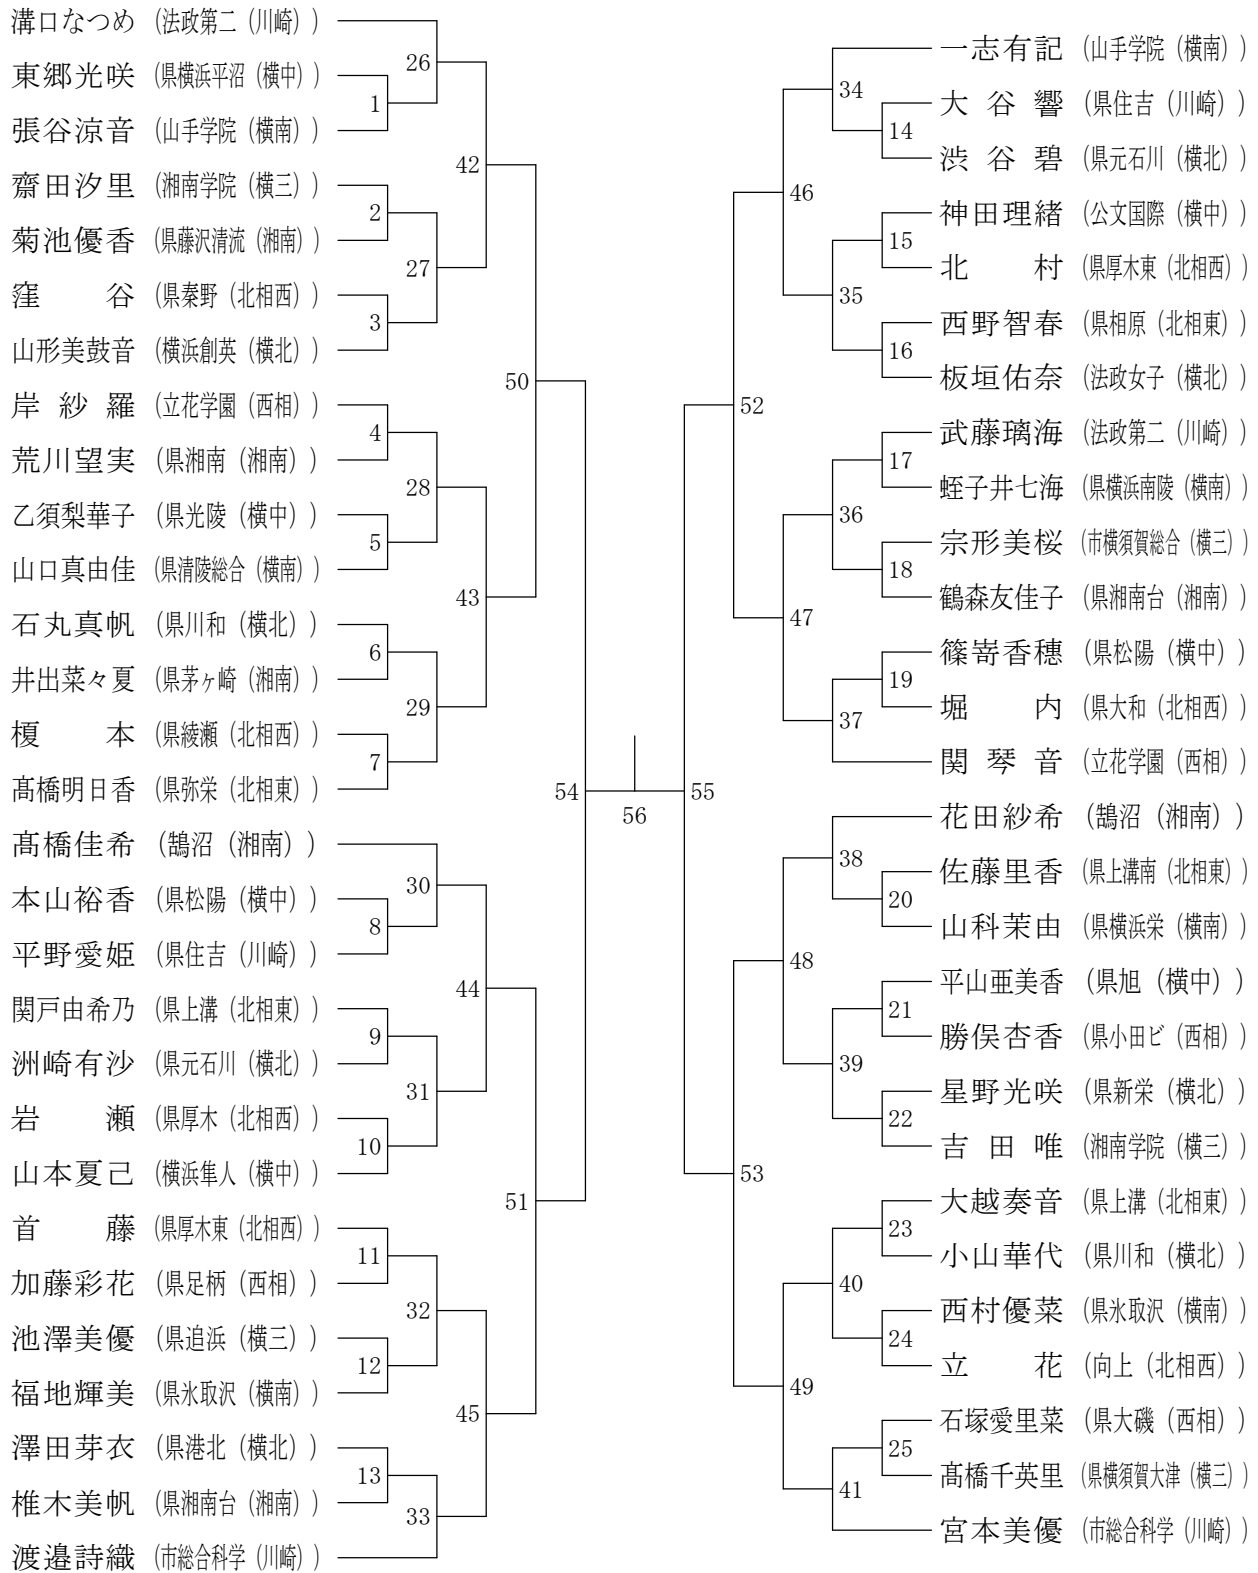 溝口なつめ (法政第二 (川崎) )
東郷光咲 (県横浜平沼 (横中) )
張谷涼音 (山手学院 (横南) )
齋田汐里 (湘南学院 (横三) )
菊池優香 (県藤沢清流 (湘南) )
窪谷 (県秦野 (北相西) )
山形美鼓音 (横浜創英 (横北) )
岸紗羅 (立花学園 (西相) )
荒川望実 (県湘南 (湘南) )
乙須梨華子 (県光陵 (横中) )
山口真由佳 (県清陵総合 (横南) )
石丸真帆 (県川和 (横北) )
井出菜々夏 (県茅ヶ崎 (湘南) )
榎本 (県綾瀬 (北相西) )
髙橋明日香 (県弥栄 (北相東) )
髙橋佳希 (鵠沼 (湘南) )
本山裕香 (県松陽 (横中) )
平野愛姫 (県住吉 (川崎) )
関戸由希乃 (県上溝 (北相東) )
洲崎有沙 (県元石川 (横北) )
岩瀬 (県厚木 (北相西) )
山本夏己 (横浜隼人 (横中) )
首藤 (県厚木東 (北相西) )
加藤彩花 (県足柄 (西相) )
池澤美優 (県追浜 (横三) )
福地輝美 (県氷取沢 (横南) )
澤田芽衣 (県港北 (横北) )
椎木美帆 (県湘南台 (湘南) )
渡邉詩織 (市総合科学 (川崎) )
1
2
3
4
5
6
7
8
9
10
11
12
13
26
27
28
29
30
31
32
33
42
43
44
45
50
51
54
56
55
52
53
46
47
48
49
34
35
36
37
38
39
40
41
14
15
16
17
18
19
20
21
22
23
24
25
一志有記 (山手学院 (横南) )
大谷響 (県住吉 (川崎) )
渋谷碧 (県元石川 (横北) )
神田理緒 (公文国際 (横中) )
北村 (県厚木東 (北相西) )
西野智春 (県相原 (北相東) )
板垣佑奈 (法政女子 (横北) )
武藤璃海 (法政第二 (川崎) )
蛭子井七海 (県横浜南陵 (横南) )
宗形美桜 (市横須賀総合 (横三) )
鶴森友佳子 (県湘南台 (湘南) )
篠嵜香穂 (県松陽 (横中) )
堀内 (県大和 (北相西) )
関琴音 (立花学園 (西相) )
花田紗希 (鵠沼 (湘南) )
佐藤里香 (県上溝南 (北相東) )
山科茉由 (県横浜栄 (横南) )
平山亜美香 (県旭 (横中) )
勝俣杏香 (県小田ビ (西相) )
星野光咲 (県新栄 (横北) )
吉田唯 (湘南学院 (横三) )
大越奏音 (県上溝 (北相東) )
小山華代 (県川和 (横北) )
西村優菜 (県氷取沢 (横南) )
立花 (向上 (北相西) )
石塚愛里菜 (県大磯 (西相) )
髙橋千英里 (県横須賀大津 (横三) )
宮本美優 (市総合科学 (川崎) )